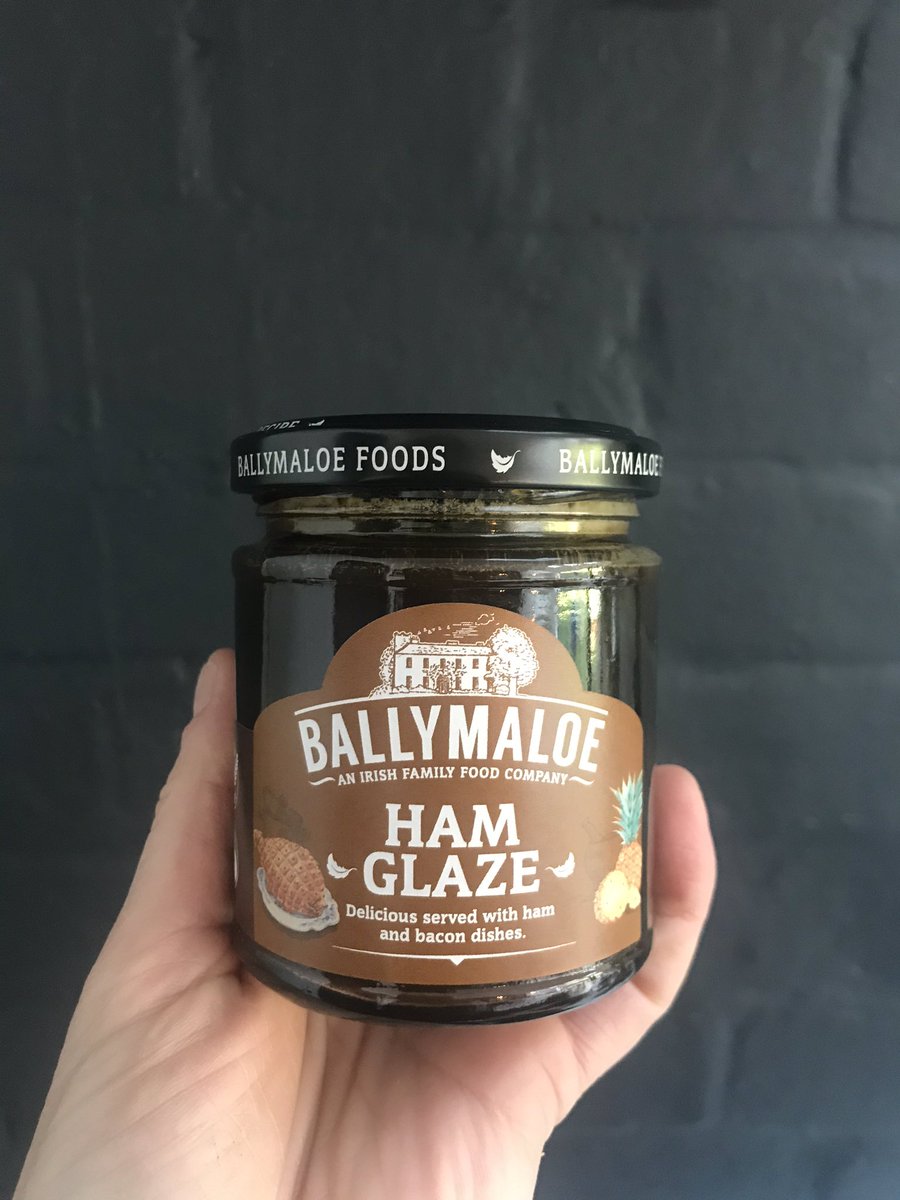 BALLYMALOE FOODS
BALLYMALOE
BALLYMALOE
AN IRISH FAMILY FOOD COMPANY
HAM
GLAZE
Delicious served with ham
and bacon dishes.